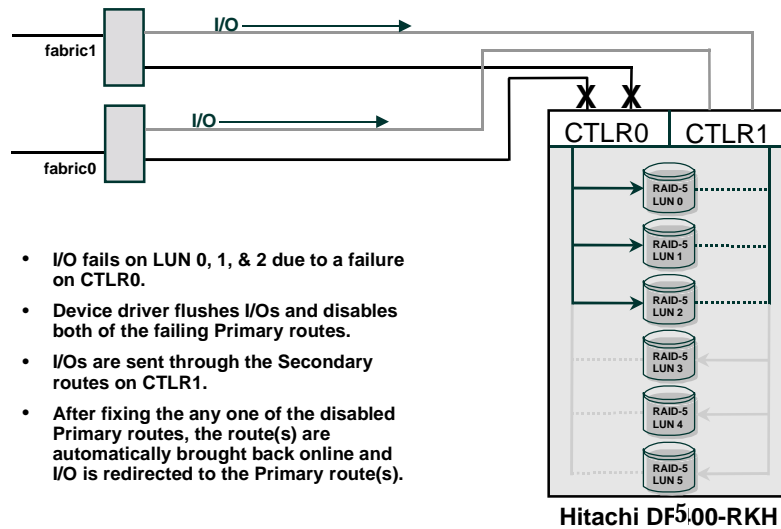 I/O
fabric1
I/O
fabric0
X X
CTLR0 CTLR1
RAID-5
LUN 0
RAID-5
LUN 1
RAID-5
LUN 2
RAID-5
LUN 3
RAID-5
LUN 4
RAID-5
LUN 5
• I/O fails on LUN 0, 1, & 2 due to a failure
on CTLR0.
• Device driver flushes I/Os and disables
both of the failing Primary routes.
• I/Os are sent through the Secondary
routes on CTLR1.
• After fixing the any one of the disabled
Primary routes, the route(s) are
automatically brought back online and
I/O is redirected to the Primary route(s).
Hitachi
5